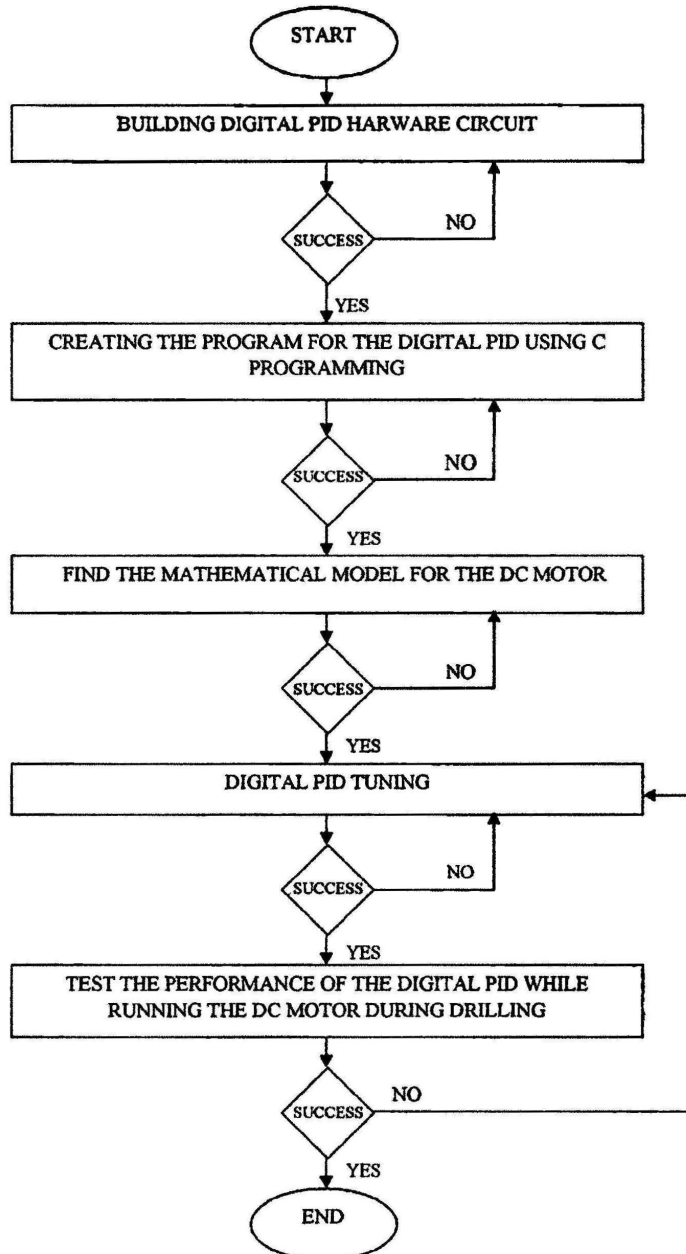 START
BUILDING DIGITAL PID HARWARE CIRCUIT
SUCCESS
NO
YES
CREATING THE PROGRAM FOR THE DIGITAL PID USING C
PROGRAMMING
SUCCESS
NO
YES
FIND THE MATHEMATICAL MODEL FOR THE DC MOTOR
SUCCESS
NO
YES
DIGITAL PID TUNING
SUCCESS
NO
YES
TEST THE PERFORMANCE OF THE DIGITAL PID WHILE
RUNNING THE DC MOTOR DURING DRILLING
SUCCESS
NO
YES
END